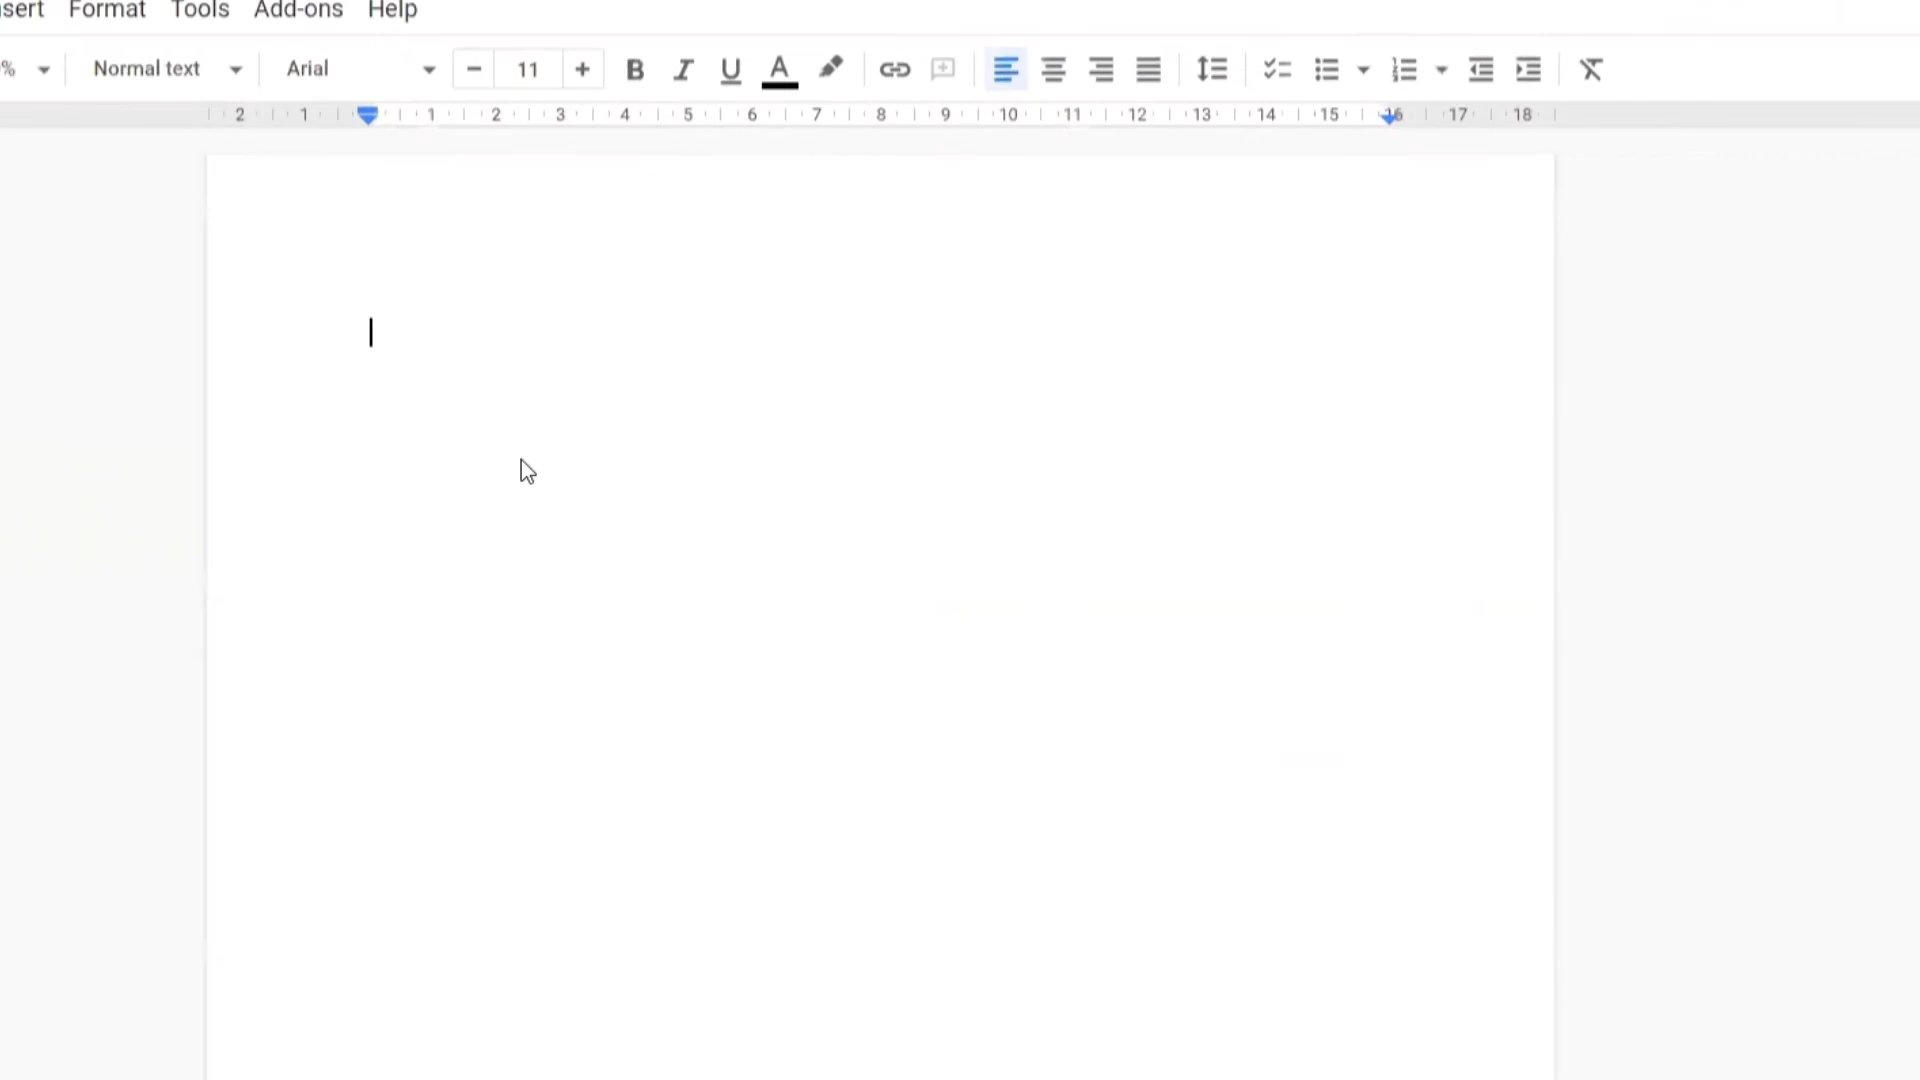 Format Tools Add-ons Help
% Normal text Arial 11 B I U A
2 1 1 2 3 4 5 6 7 8 9 10 11 12 13 14 15 16 17 18